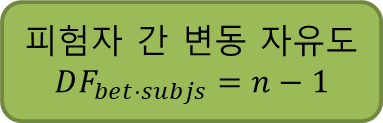 피험자 간 변동 자유도
DF_{bet·subjs} = n − 1